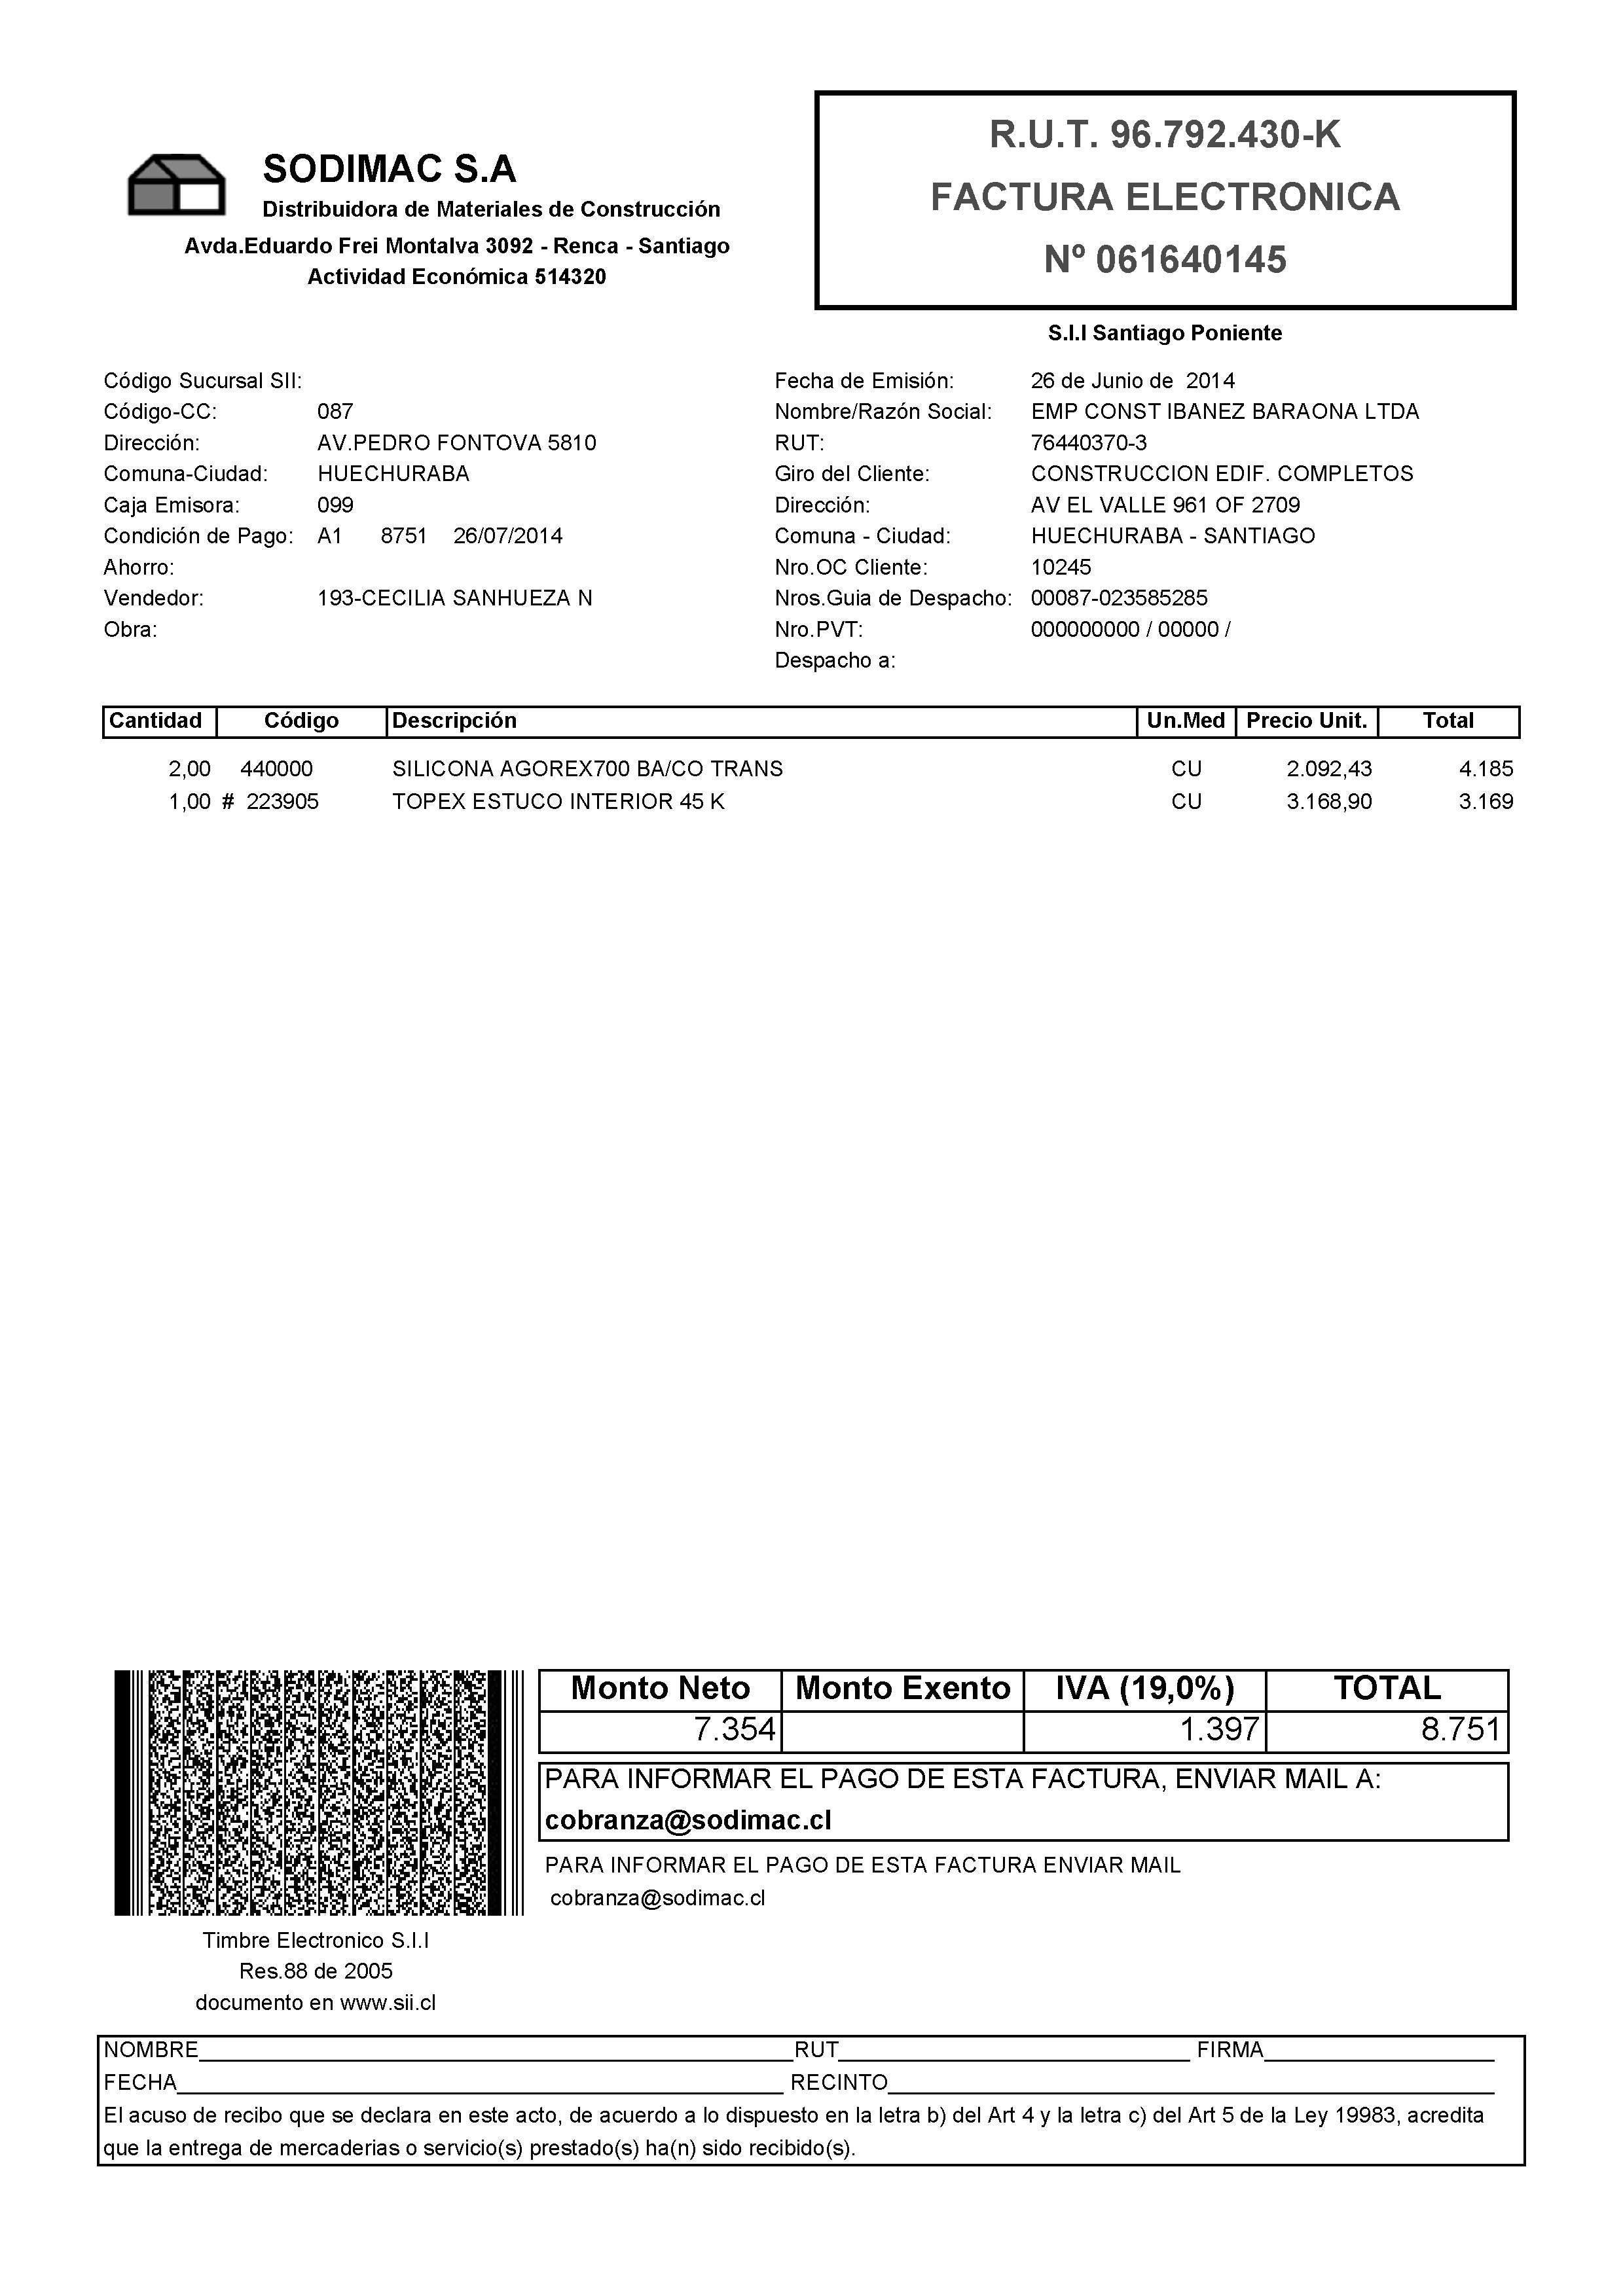 SODIMAC S.A
Distribuidora de Materiales de Construcción
Avda.Eduardo Frei Montalva 3092 - Renca - Santiago
Actividad Económica 514320
R.U.T. 96.792.430-K
FACTURA ELECTRONICA
Nº 061640145
S.I.I Santiago Poniente
Código Sucursal SII:
Código-CC: 087
Dirección: AV.PEDRO FONTOVA 5810
Comuna-Ciudad: HUECHURABA
Caja Emisora: 099
Condición de Pago: A1 8751 26/07/2014
Ahorro:
Vendedor: 193-CECILIA SANHUEZA N
Obra:
Fecha de Emisión: 26 de Junio de 2014
Nombre/Razón Social: EMP CONST IBANEZ BARAONA LTDA
RUT: 76440370-3
Giro del Cliente: CONSTRUCCION EDIF. COMPLETOS
Dirección: AV EL VALLE 961 OF 2709
Comuna - Ciudad: HUECHURABA - SANTIAGO
Nro.OC Cliente: 10245
Nros.Guia de Despacho: 00087-023585285
Nro.PVT: 000000000 / 00000 /
Despacho a:
Cantidad Código Descripción Un.Med Precio Unit. Total
2,00 440000 SILICONA AGOREX700 BA/CO TRANS CU 2.092,43 4.185
1,00 # 223905 TOPEX ESTUCO INTERIOR 45 K CU 3.168,90 3.169
Monto Neto Monto Exento IVA (19,0%) TOTAL
7.354 1.397 8.751
PARA INFORMAR EL PAGO DE ESTA FACTURA, ENVIAR MAIL A:
cobranza@sodimac.cl
PARA INFORMAR EL PAGO DE ESTA FACTURA ENVIAR MAIL
cobranza@sodimac.cl
Timbre Electronico S.I.I
Res.88 de 2005
documento en www.sii.cl
NOMBRE RUT FIRMA
FECHA RECINTO
El acuso de recibo que se declara en este acto, de acuerdo a lo dispuesto en la letra b) del Art 4 y la letra c) del Art 5 de la Ley 19983, acredita
que la entrega de mercaderias o servicio(s) prestado(s) ha(n) sido recibido(s).